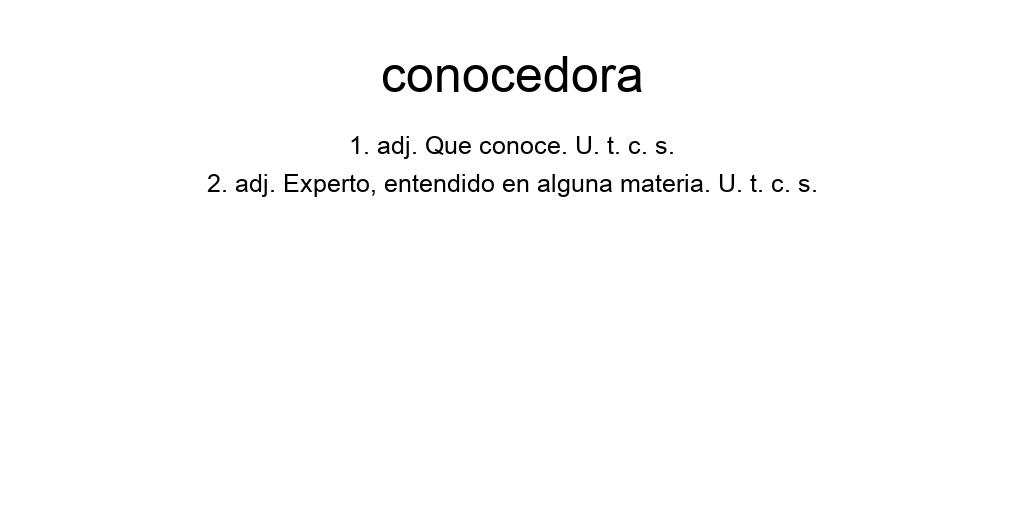 conocedora
1. adj. Que conoce. U. t. c. s.
2. adj. Experto, entendido en alguna materia. U. t. c. s.